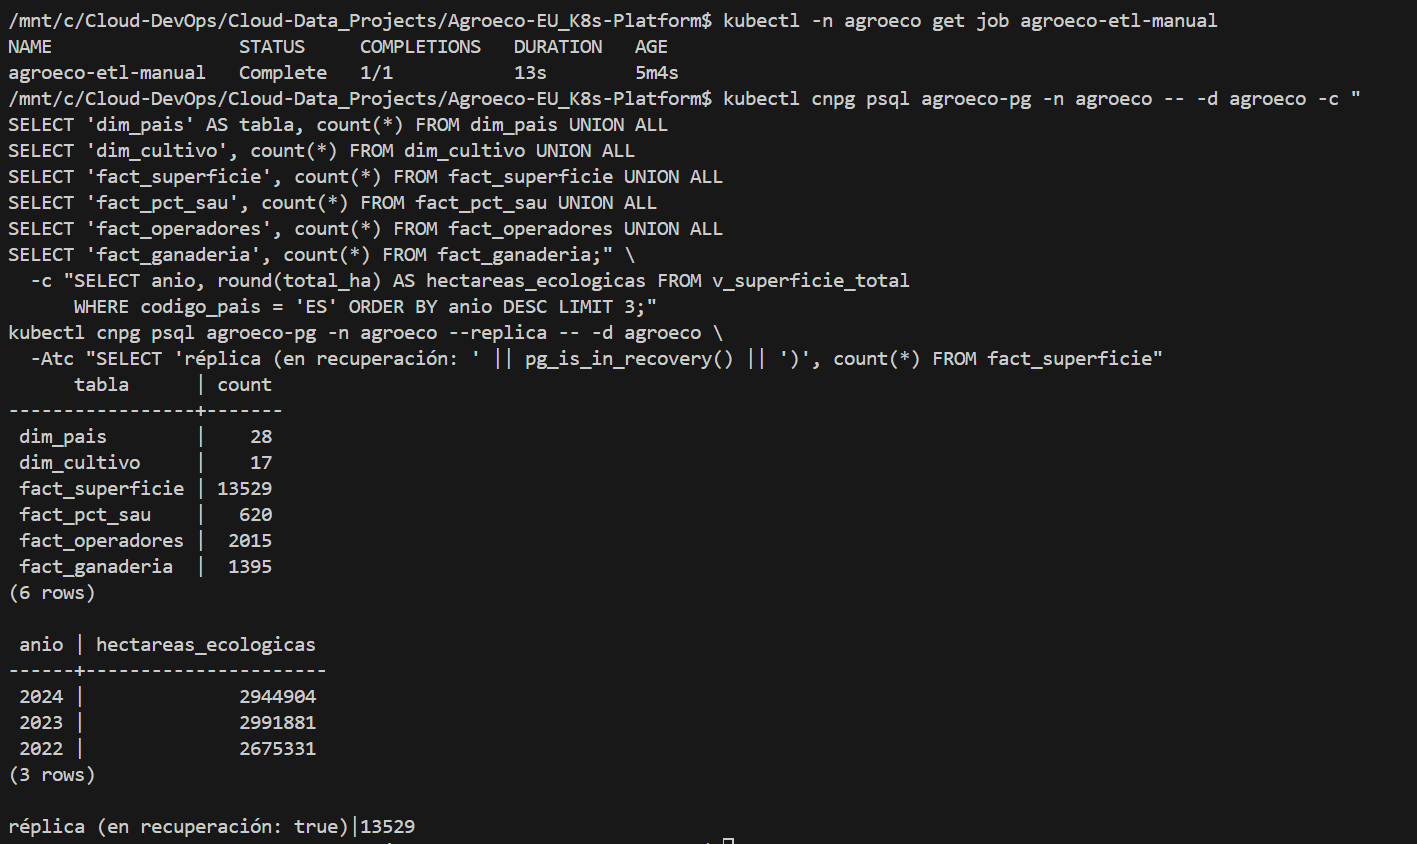 /mnt/c/Cloud-DevOps/Cloud-Data_Projects/Agroeco-EU_K8s-Platform$ kubectl -n agroeco get job agroeco-etl-manual
NAME                 STATUS     COMPLETIONS   DURATION   AGE
agroeco-etl-manual   Complete   1/1           13s        5m4s
/mnt/c/Cloud-DevOps/Cloud-Data_Projects/Agroeco-EU_K8s-Platform$ kubectl cnpg psql agroeco-pg -n agroeco -- -d agroeco -c "
SELECT 'dim_pais' AS tabla, count(*) FROM dim_pais UNION ALL
SELECT 'dim_cultivo', count(*) FROM dim_cultivo UNION ALL
SELECT 'fact_superficie', count(*) FROM fact_superficie UNION ALL
SELECT 'fact_pct_sau', count(*) FROM fact_pct_sau UNION ALL
SELECT 'fact_operadores', count(*) FROM fact_operadores UNION ALL
SELECT 'fact_ganaderia', count(*) FROM fact_ganaderia;" \
  -c "SELECT anio, round(total_ha) AS hectareas_ecologicas FROM v_superficie_total
      WHERE codigo_pais = 'ES' ORDER BY anio DESC LIMIT 3;"
kubectl cnpg psql agroeco-pg -n agroeco --replica -- -d agroeco \
  -Atc "SELECT 'réplica (en recuperación: ' || pg_is_in_recovery() || ')', count(*) FROM fact_superficie"
      tabla      | count
-----------------+-------
 dim_pais        |    28
 dim_cultivo     |    17
 fact_superficie | 13529
 fact_pct_sau    |   620
 fact_operadores |  2015
 fact_ganaderia  |  1395
(6 rows)

 anio | hectareas_ecologicas
------+----------------------
 2024 |              2944904
 2023 |              2991881
 2022 |              2675331
(3 rows)

réplica (en recuperación: true)|13529